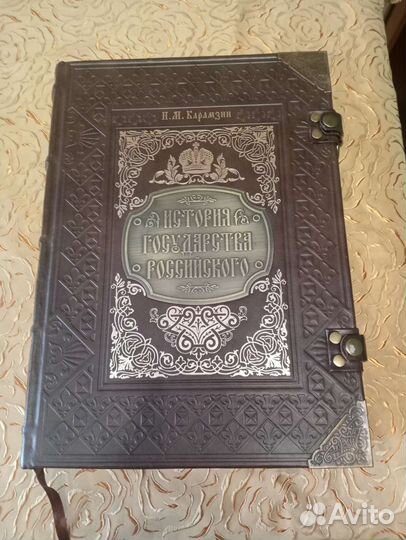 Н.М. Карамзин
История
государства
Российского
Avito